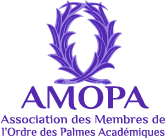 AMOPA
Association des Membres de
l'Ordre des Palmes Académiques